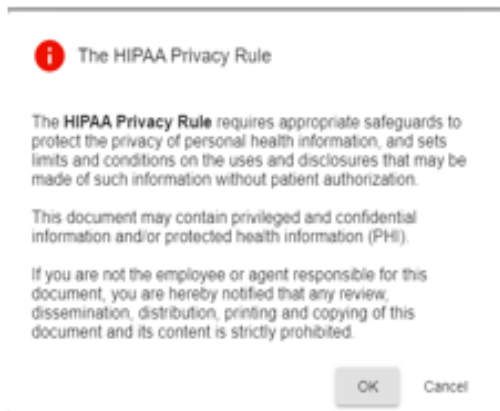 The HIPAA Privacy Rule
The HIPAA Privacy Rule requires appropriate safeguards to
protect the privacy of personal health information, and sets
limits and conditions on the uses and disclosures that may be
made of such information without patient authorization.
This document may contain privileged and confidential
information and/or protected health information (PHI).
If you are not the employee or agent responsible for this
document, you are hereby notified that any review,
dissemination, distribution, printing and copying of this
document and its content is strictly prohibited.
OK Cancel